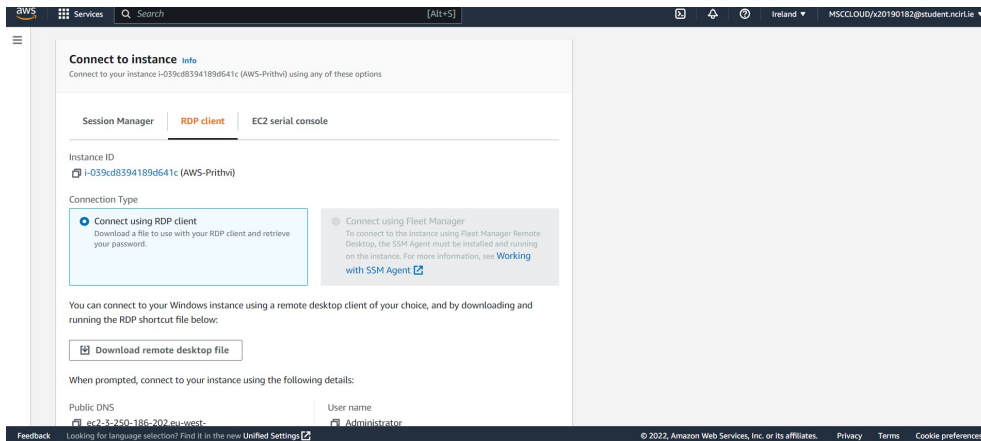 aws Services Search [Alt+S] Ireland MSCCLOUD/x20190182@student.ncirl.ie
Connect to instance Info
Connect to your instance i-039cd8394189d641c (AWS-Prithvi) using any of these options
Session Manager RDP client EC2 serial console
Instance ID
i-039cd8394189d641c (AWS-Prithvi)
Connection Type
Connect using RDP client
Download a file to use with your RDP client and retrieve
your password.
Connect using Fleet Manager
To connect to the instance using Fleet Manager Remote
Desktop, the SSM Agent must be installed and running
on the instance. For more information, see Working
with SSM Agent
You can connect to your Windows instance using a remote desktop client of your choice, and by downloading and
running the RDP shortcut file below:
Download remote desktop file
When prompted, connect to your instance using the following details:
Public DNS
ec2-3-250-186-202.eu-west-
User name
Administrator
Feedback Looking for language selection? Find it in the new Unified Settings © 2022, Amazon Web Services, Inc. or its affiliates. Privacy Terms Cookie preferences